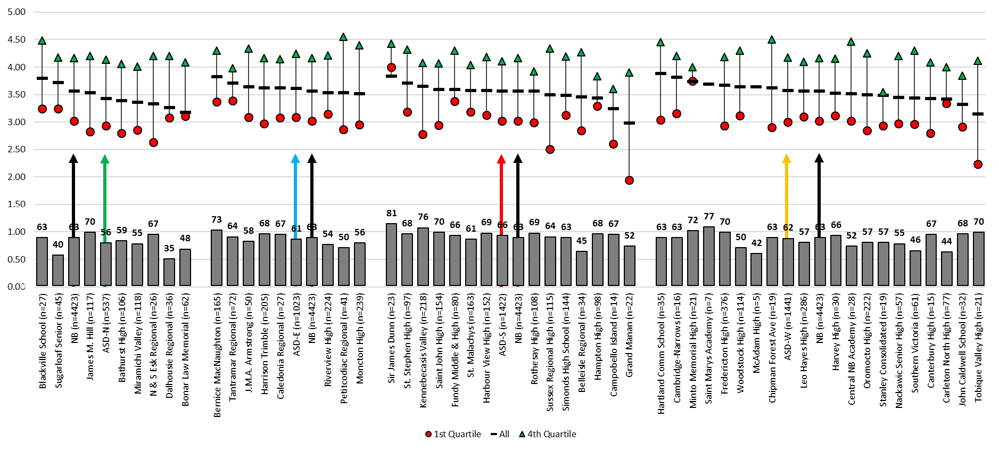 5.00
4.50
4.00
3.50
3.00
2.50
2.00
1.50
1.00
0.50
0.00
63 40 63 70 56 59 55 67 35 48
73 64 58 68 67 61 63 54 50 56
81 68 76 70 66 61 69 66 63 69 64 63 45 68 67 52
63 63 72 77 70 50 42 63 62 57 63 66 52 57 57 55 46 67 44 68 70
Blackville School (n=27)
Sugarloaf Senior (n=45)
NB (n=4423)
James M. Hill (n=117)
ASD-N (n=537)
Bathurst High (n=106)
Miramichi Valley (n=118)
N & S Esk Regional (n=26)
Dalhousie Regional (n=36)
Bonar Law Memorial (n=62)
Bernice MacNaughton (n=165)
Tantramar Regional (n=72)
J.M.A. Armstrong (n=50)
Harrison Trimble (n=205)
Caledonia Regional (n=27)
ASD-E (n=1023)
NB (n=4423)
Riverview High (n=224)
Petitcodiac Regional (n=41)
Moncton High (n=239)
Sir James Dunn (n=23)
St. Stephen High (n=97)
Kennebecasis Valley (n=218)
Saint John High (n=154)
Fundy Middle & High (n=80)
St. Malachys (n=163)
Harbour View High (n=152)
ASD-S (n=1422)
NB (n=4423)
Rothesay High (n=108)
Sussex Regional High (n=115)
Simonds High School (n=144)
Belleisle Regional (n=34)
Hampton High (n=98)
Campobello Island (n=14)
Grand Manan (n=22)
Hartland Comm School (n=35)
Cambridge-Narrows (n=16)
Minto Memorial High (n=21)
Saint Marys Academy (n=7)
Fredericton High (n=376)
Woodstock High (n=114)
McAdam High (n=5)
Chipman Forest Ave (n=19)
ASD-W (n=1441)
Leo Hayes High (n=286)
NB (n=4423)
Harvey High (n=30)
Central NB Academy (n=28)
Oromocto High (n=222)
Stanley Consolidated (n=19)
Nackawic Senior High (n=57)
Southern Victoria (n=61)
Canterbury High (n=15)
Carleton North High (n=77)
John Caldwell School (n=32)
Tobique Valley High (n=21)
1st Quartile All 4th Quartile